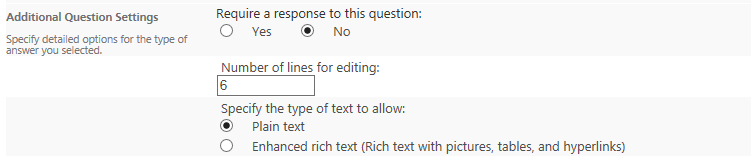 Additional Question Settings
Specify detailed options for the type of
answer you selected.
Require a response to this question:
Yes No
Number of lines for editing:
6
Specify the type of text to allow:
Plain text
Enhanced rich text (Rich text with pictures, tables, and hyperlinks)